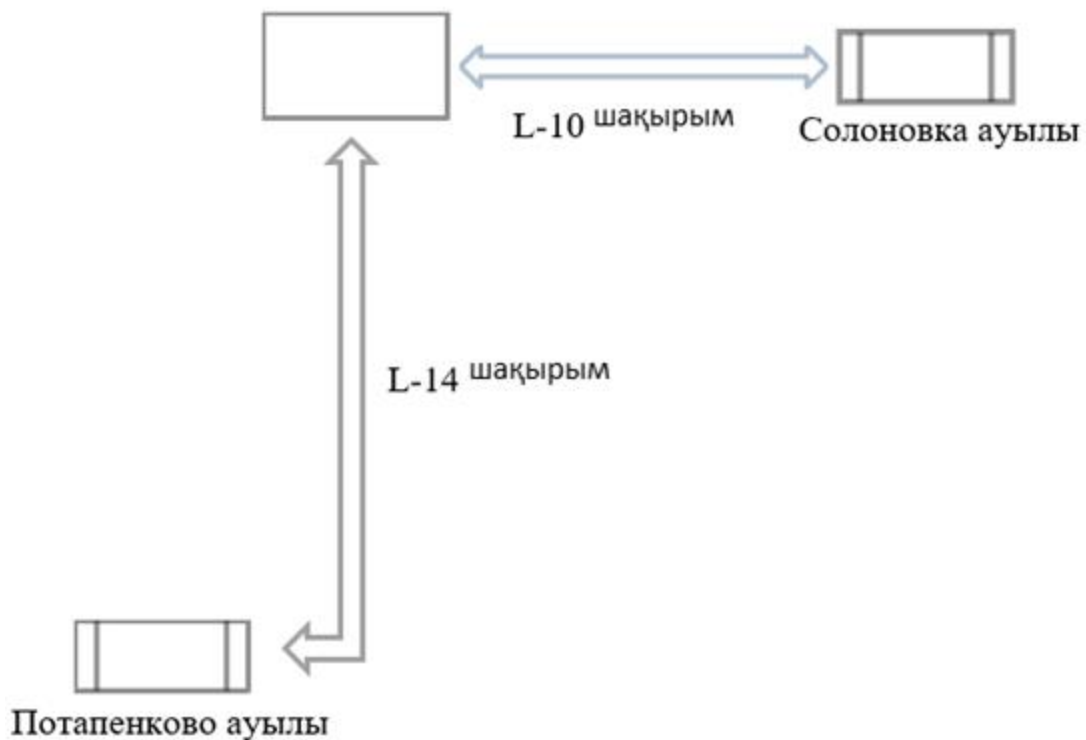 L-10 шақырым
Солоновка ауылы
L-14 шақырым
Потапенково ауылы